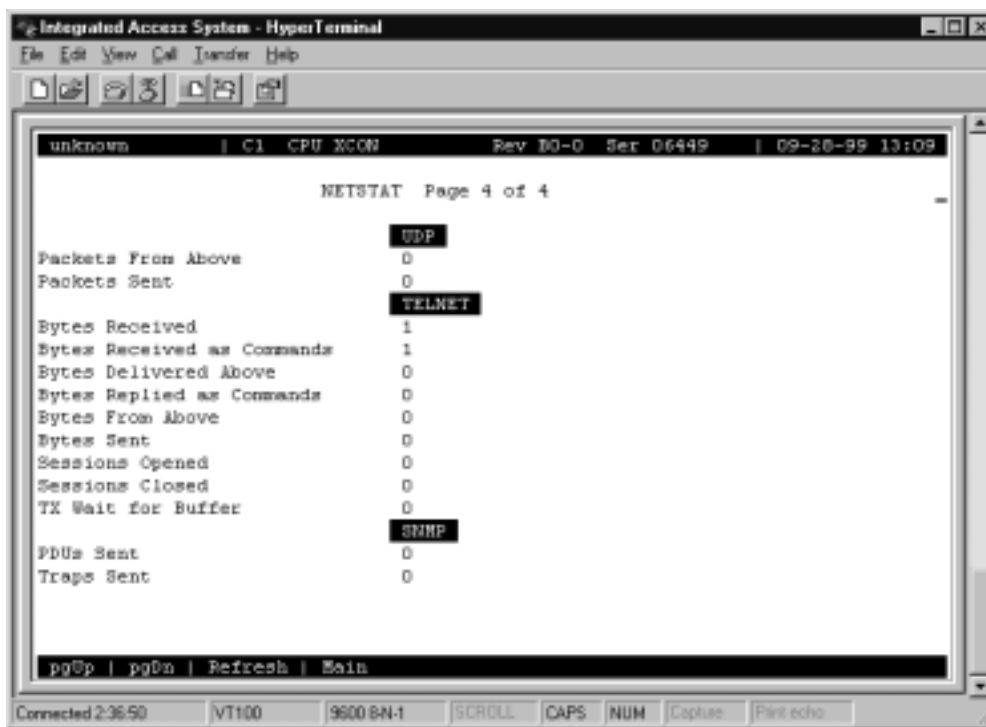 Integrated Access System - HyperTerminal
File Edit View Call Transfer Help
unknown | C1 CPU XCON Rev B0-0 Ser 06449 | 09-28-99 13:09
NETSTAT Page 4 of 4
UDP
Packets From Above 0
Packets Sent 0
TELNET
Bytes Received 1
Bytes Received as Commands 1
Bytes Delivered Above 0
Bytes Replied as Commands 0
Bytes From Above 0
Bytes Sent 0
Sessions Opened 0
Sessions Closed 0
TX Wait for Buffer 0
SNMP
PDUs Sent 0
Traps Sent 0
pgUp | pgDn | Refresh | Main
Connected 2:36:50 VT100 9600 8-N-1 SCROLL CAPS NUM Capture Print echo